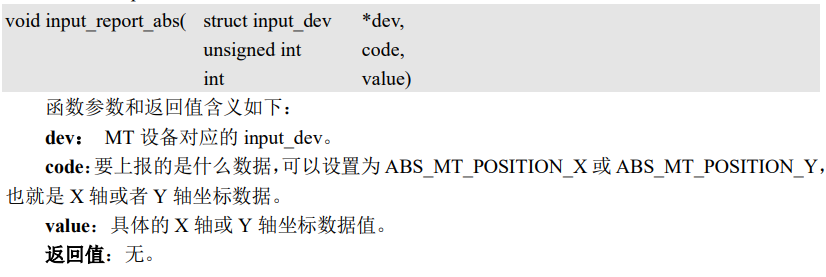 void input_report_abs( struct input_dev *dev,
unsigned int code,
int value)
函数参数和返回值含义如下：
dev： MT 设备对应的 input_dev。
code：要上报的是什么数据，可以设置为 ABS_MT_POSITION_X 或 ABS_MT_POSITION_Y，
也就是 X 轴或者 Y 轴坐标数据。
value：具体的 X 轴或 Y 轴坐标数据值。
返回值：无。